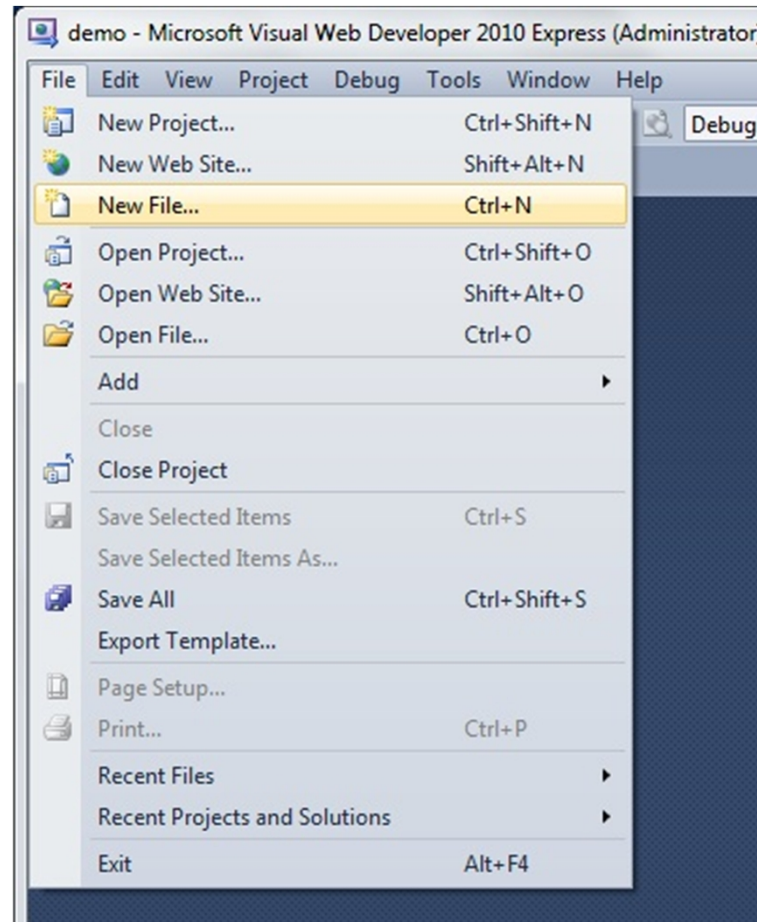 demo - Microsoft Visual Web Developer 2010 Express (Administrator)
File Edit View Project Debug Tools Window Help
New Project... Ctrl+Shift+N
Debug
New Web Site... Shift+Alt+N
New File... Ctrl+N
Open Project... Ctrl+Shift+O
Open Web Site... Shift+Alt+O
Open File... Ctrl+O
Add
Close
Close Project
Save Selected Items Ctrl+S
Save Selected Items As...
Save All Ctrl+Shift+S
Export Template...
Page Setup...
Print... Ctrl+P
Recent Files
Recent Projects and Solutions
Exit Alt+F4